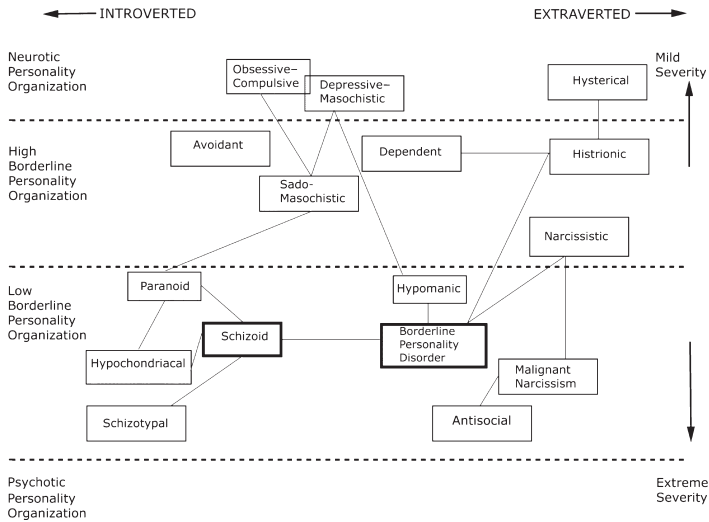 INTROVERTED
EXTRAVERTED
Neurotic
Personality
Organization
Obsessive–
Compulsive
Depressive–
Masochistic
Hysterical
Mild
Severity
High
Borderline
Personality
Organization
Avoidant
Dependent
Histrionic
Sado-
Masochistic
Narcissistic
Low
Borderline
Personality
Organization
Paranoid
Hypomanic
Schizoid
Borderline
Personality
Disorder
Hypochondriacal
Malignant
Narcissism
Schizotypal
Antisocial
Psychotic
Personality
Organization
Extreme
Severity